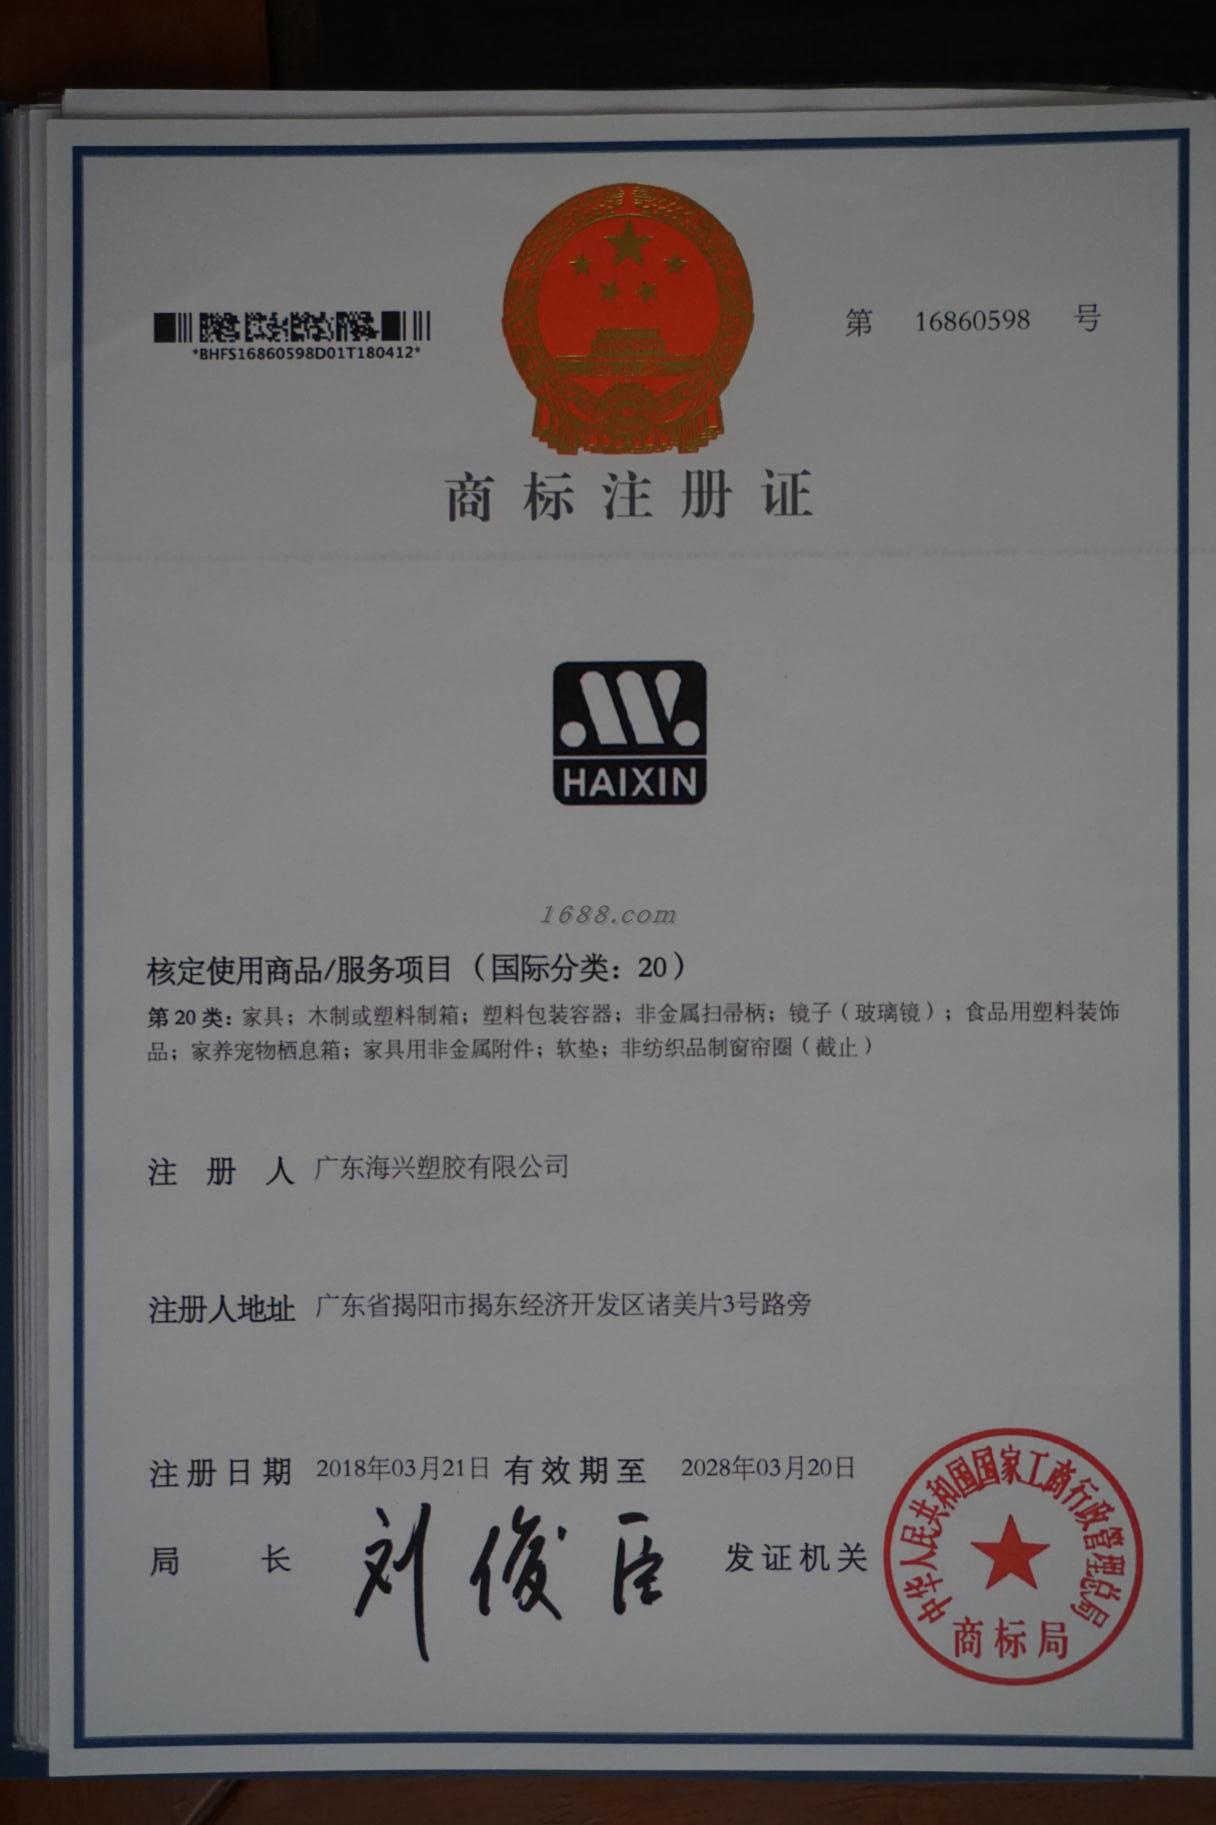 *BHFS16860598D01T180412*
第 16860598 号
商标注册证
HAIXIN
1688.com
核定使用商品/服务项目（国际分类：20）
第 20 类：家具；木制或塑料制箱；塑料包装容器；非金属扫帚柄；镜子（玻璃镜）；食品用塑料装饰
品；家养宠物栖息箱；家具用非金属附件；软垫；非纺织品制窗帘圈（截止）
注册人 广东海兴塑胶有限公司
注册人地址 广东省揭阳市揭东经济开发区诸美片3号路旁
注册日期 2018年03月21日 有效期至 2028年03月20日
局长 刘俊臣 发证机关
中华人民共和国国家工商行政管理总局
商标局